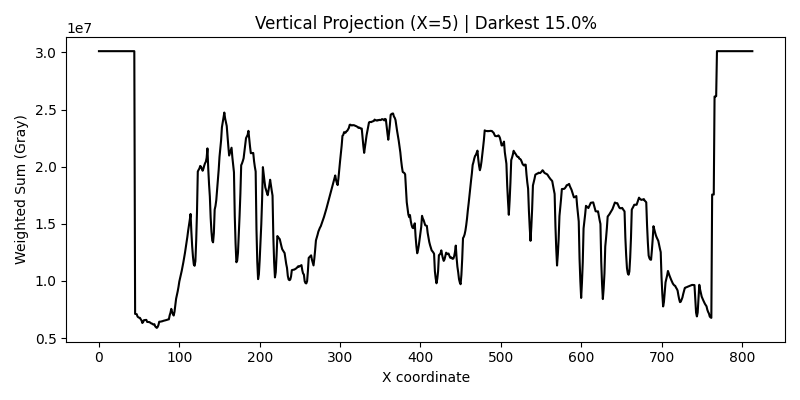 Vertical Projection (X=5) | Darkest 15.0%
1e7
3.0
2.5
2.0
1.5
1.0
0.5
Weighted Sum (Gray)
0 100 200 300 400 500 600 700 800
X coordinate